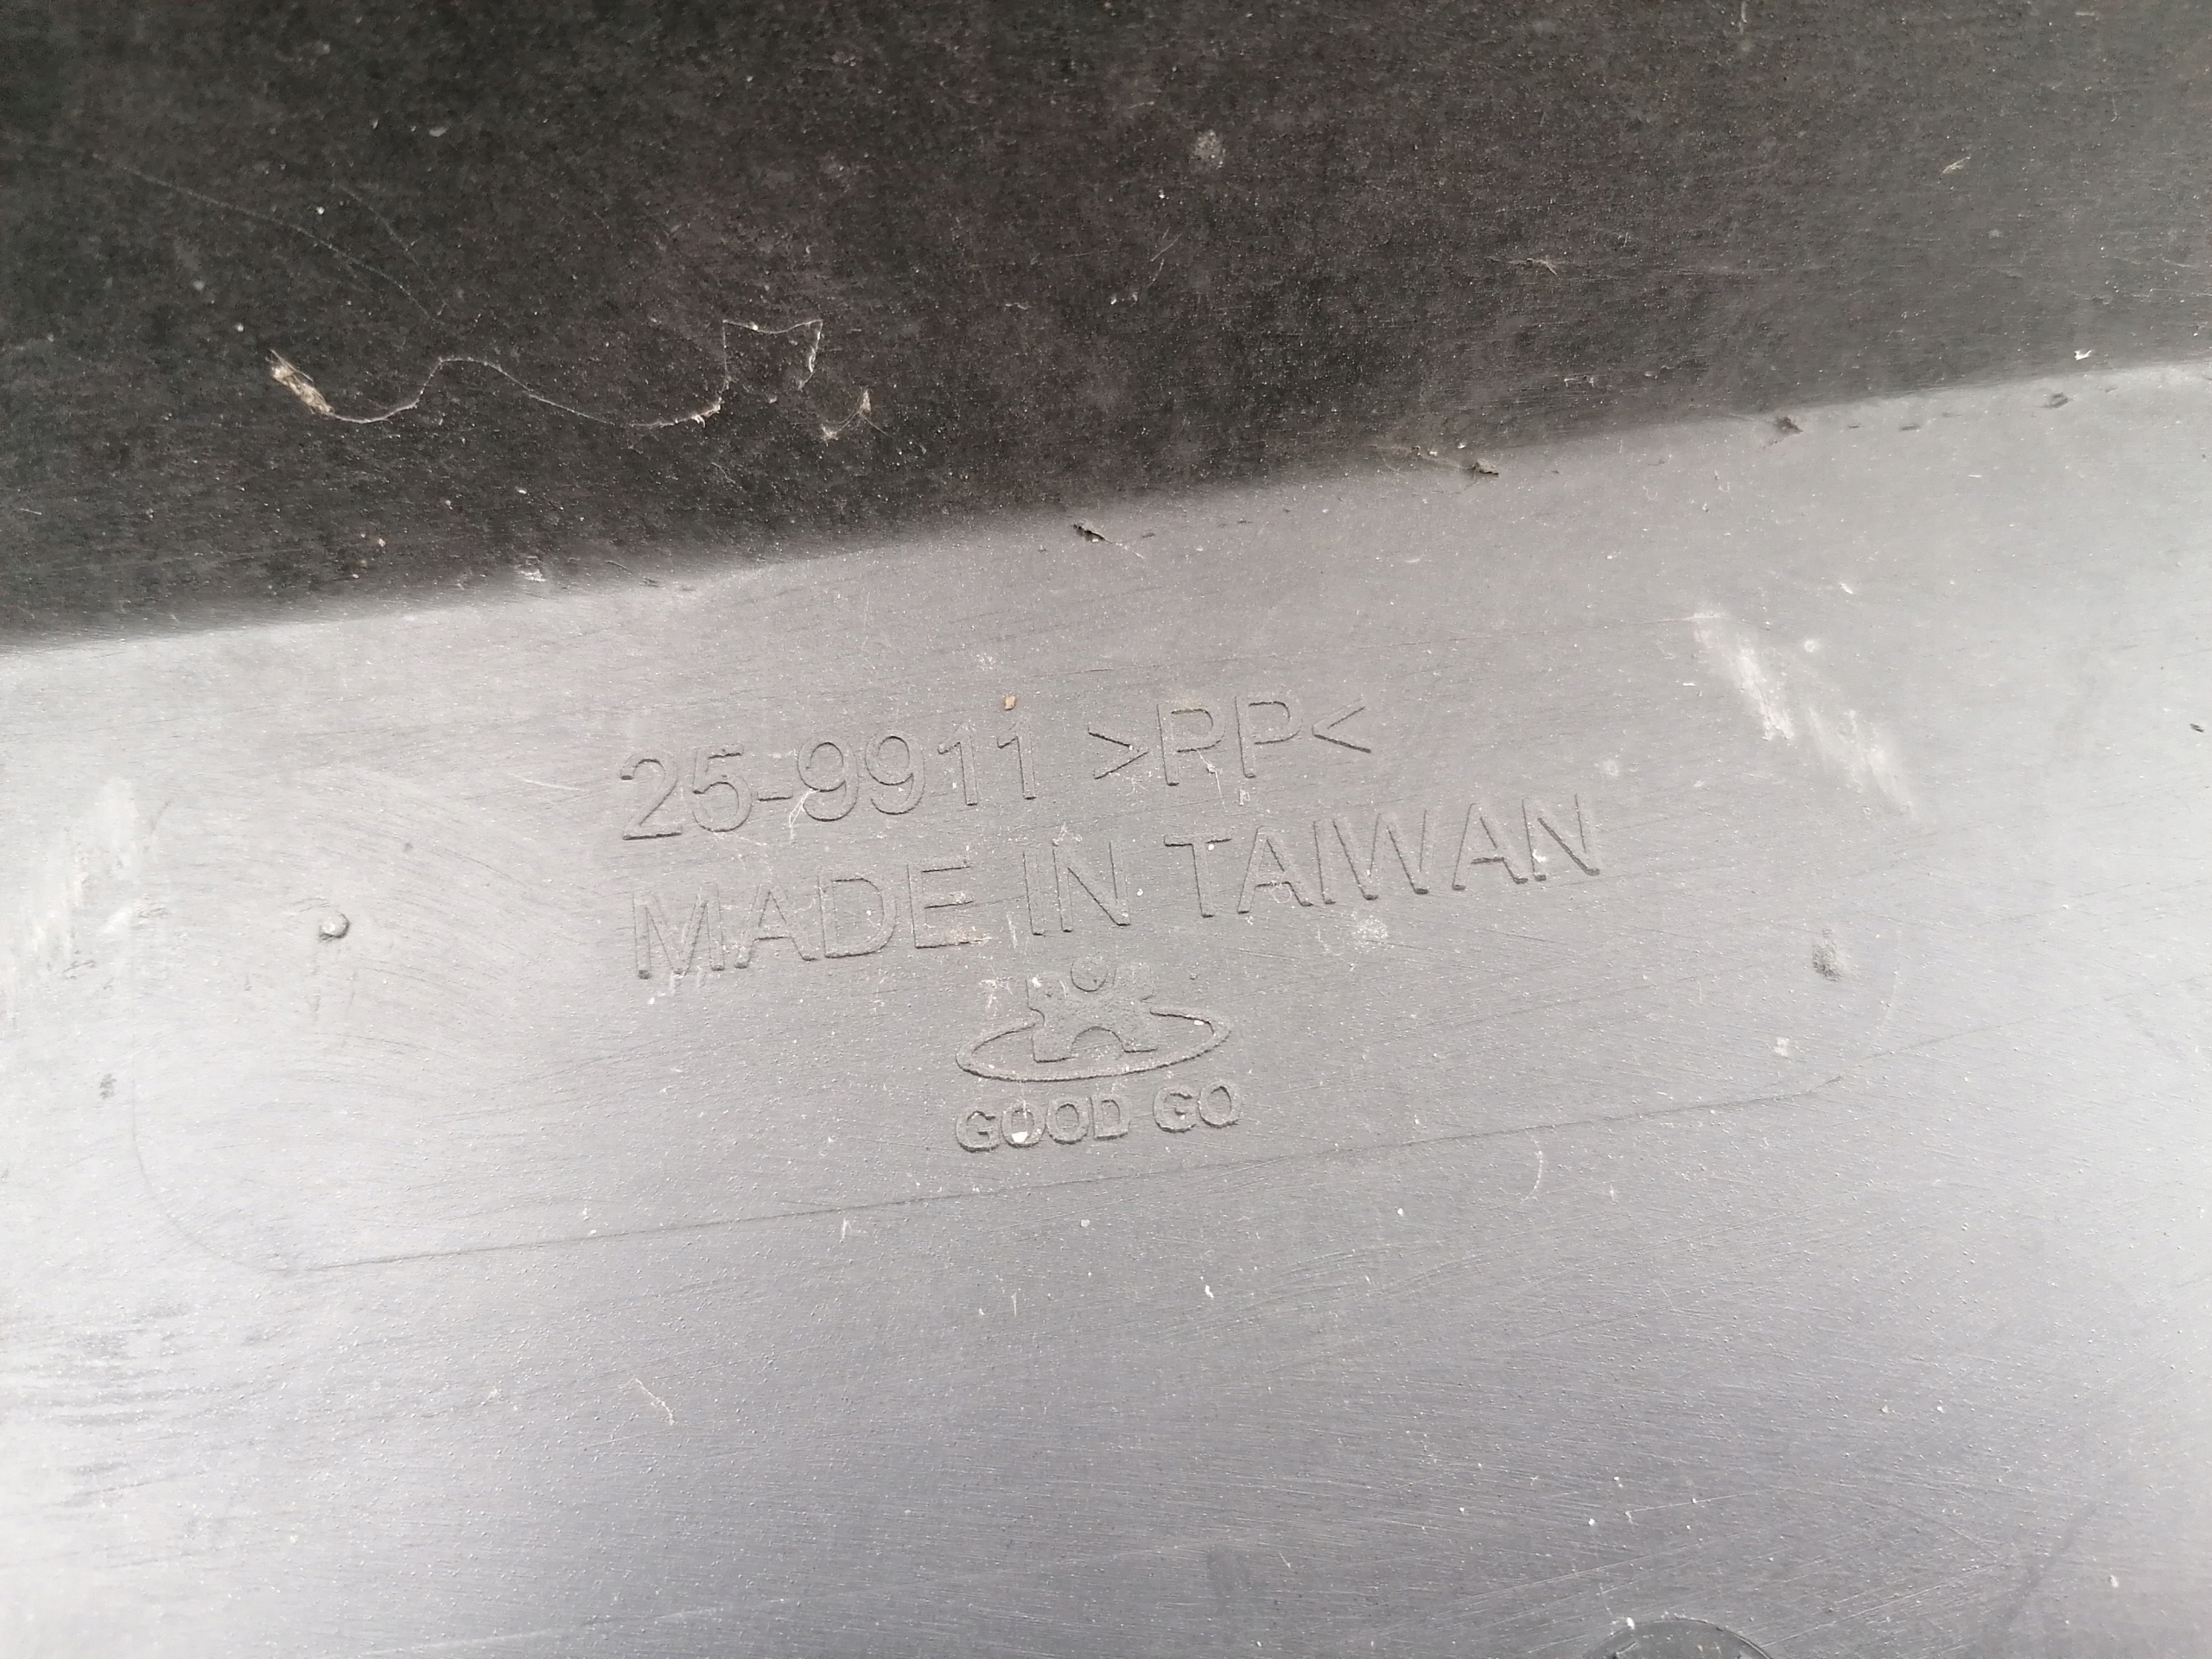 25-9911 >PP<
MADE IN TAIWAN
GOOD GO